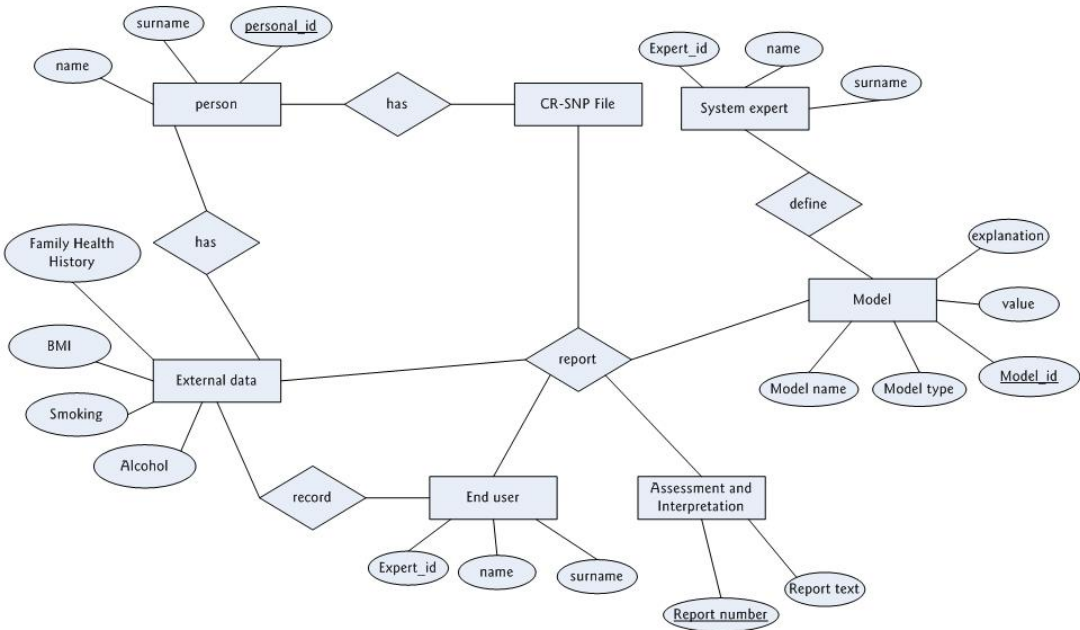 surname
personal_id
name
person
has
CR-SNP File
Expert_id
name
surname
System expert
define
has
Family Health
History
explanation
Model
value
BMI
report
External data
Model name
Model type
Model_id
Smoking
Alcohol
record
End user
Assessment and
Interpretation
Expert_id
name
surname
Report text
Report number